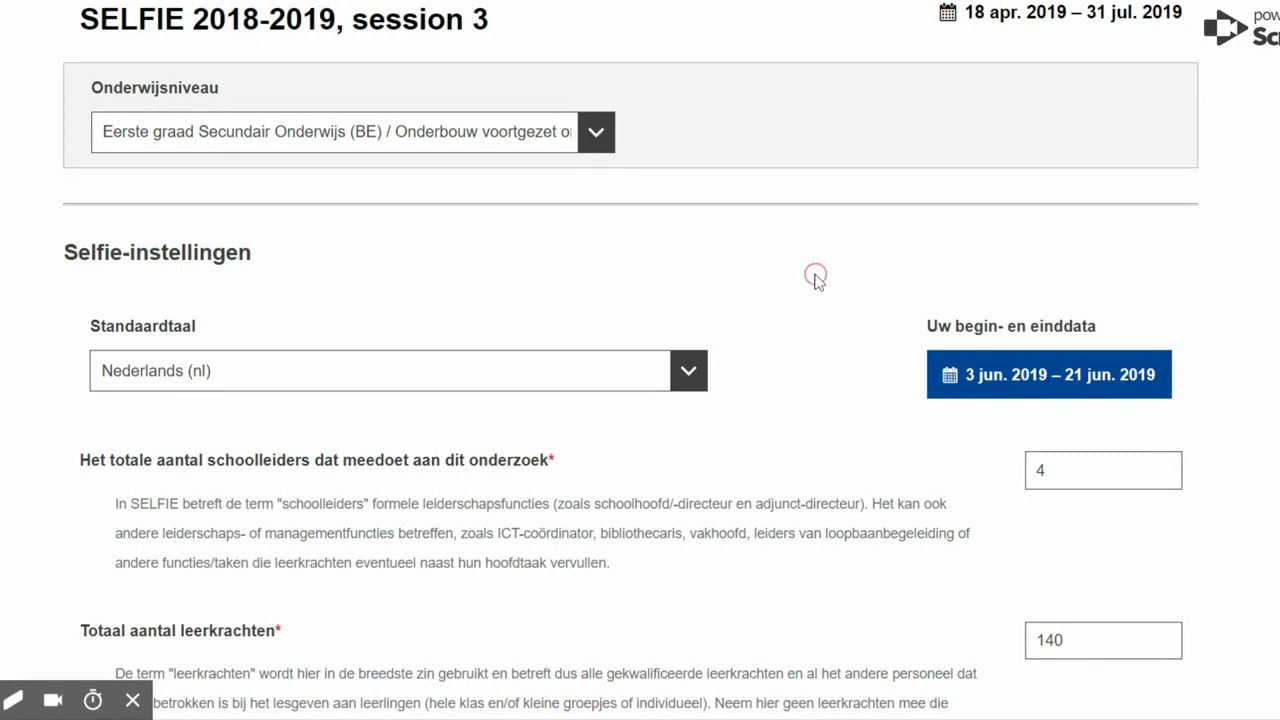 SELFIE 2018-2019, session 3
18 apr. 2019 – 31 jul. 2019
Onderwijsniveau
Eerste graad Secundair Onderwijs (BE) / Onderbouw voortgezet
Selfie-instellingen
Standaardtaal
Uw begin- en einddata
Nederlands (nl)
3 jun. 2019 – 21 jun. 2019
Het totale aantal schoolleiders dat meedoet aan dit onderzoek*
4
In SELFIE betreft de term "schoolleiders" formele leiderschapsfuncties (zoals schoolhoofd/-directeur en adjunct-directeur). Het kan ook
andere leiderschaps- of managementfuncties betreffen, zoals ICT-coördinator, bibliothecaris, vakhoofd, leiders van loopbaanbegeleiding of
andere functies/taken die leerkrachten eventueel naast hun hoofdtaak vervullen.
Totaal aantal leerkrachten*
140
De term "leerkrachten" wordt hier in de breedste zin gebruikt en betreft dus alle gekwalificeerde leerkrachten en al het andere personeel dat
betrokken is bij het lesgeven aan leerlingen (hele klas en/of kleine groepjes of individueel). Neem hier geen leerkrachten mee die